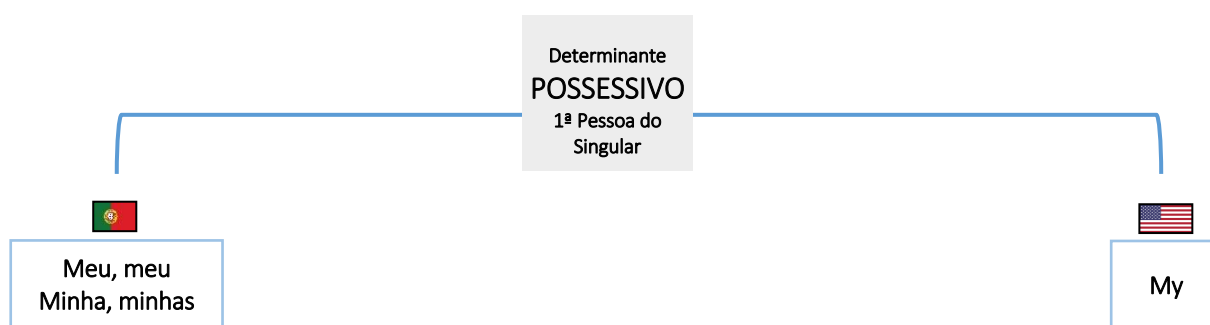 Determinante
POSSESSIVO
1ª Pessoa do
Singular
Meu, meu
Minha, minhas
My